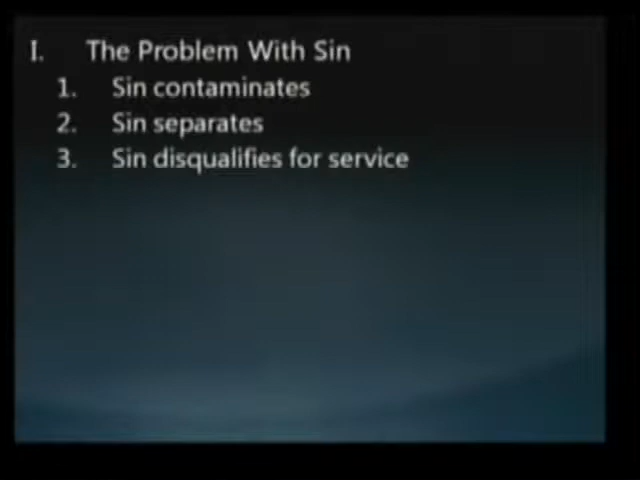 I. The Problem With Sin
1. Sin contaminates
2. Sin separates
3. Sin disqualifies for service